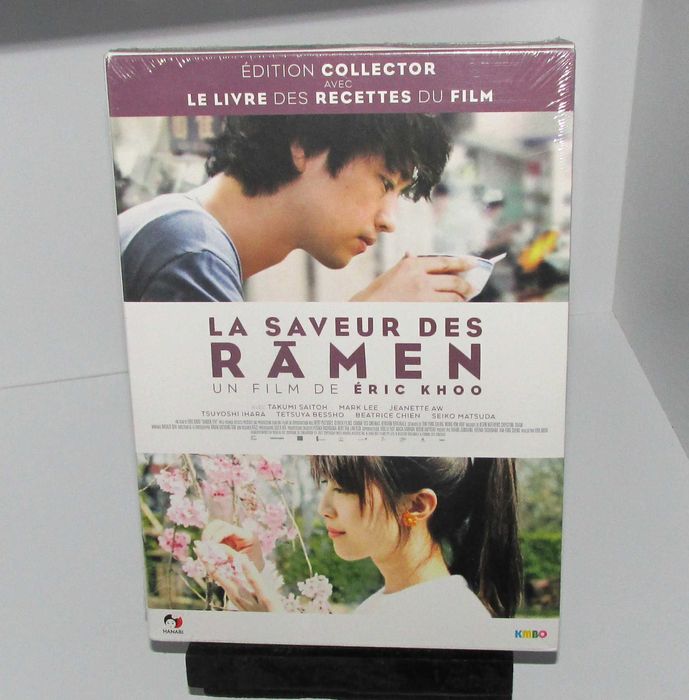 ÉDITION COLLECTOR
AVEC
LE LIVRE DES RECETTES DU FILM
LA SAVEUR DES
RĀMEN
UN FILM DE ÉRIC KHOO
AVEC TAKUMI SAITOH MARK LEE JEANETTE AW
TSUYOSHI IHARA TETSUYA BESSHO BEATRICE CHIEN SEIKO MATSUDA
HANABI
KMBO